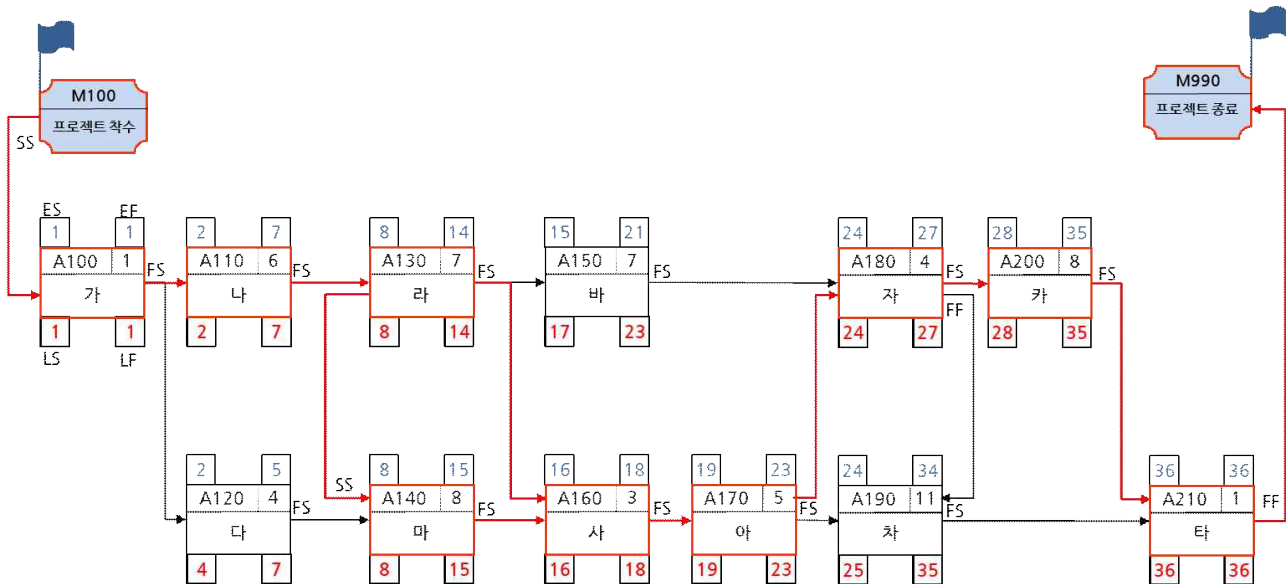 M100
프로젝트 착수
M990
프로젝트 종료
SS
ES EF
1 1
A100 1
가
1 1
LS LF
FS
2 7
A110 6
나
2 7
FS
8 14
A130 7
라
8 14
FS
15 21
A150 7
바
17 23
FS
24 27
A180 4
자
24 27
FS
FF
28 35
A200 8
카
28 35
FS
2 5
A120 4
다
4 7
FS
SS
8 15
A140 8
마
8 15
FS
16 18
A160 3
사
16 18
FS
19 23
A170 5
아
19 23
FS
24 34
A190 11
차
25 35
FS
36 36
A210 1
타
36 36
FF